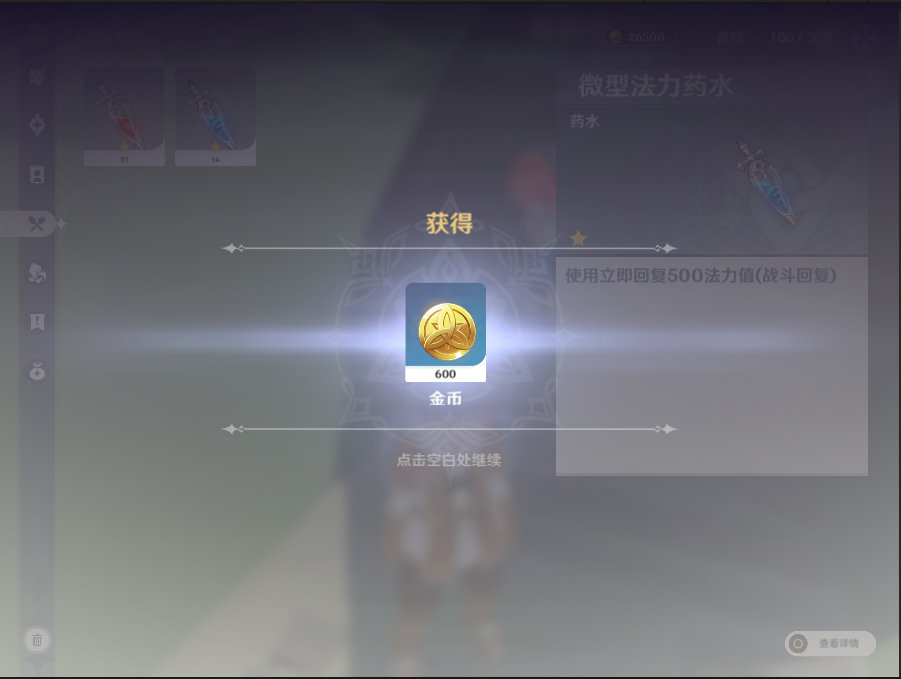 26500
微型法力药水
药水
14
获得
使用立即回复500法力值(战斗回复)
600
金币
点击空白处继续
查看详情